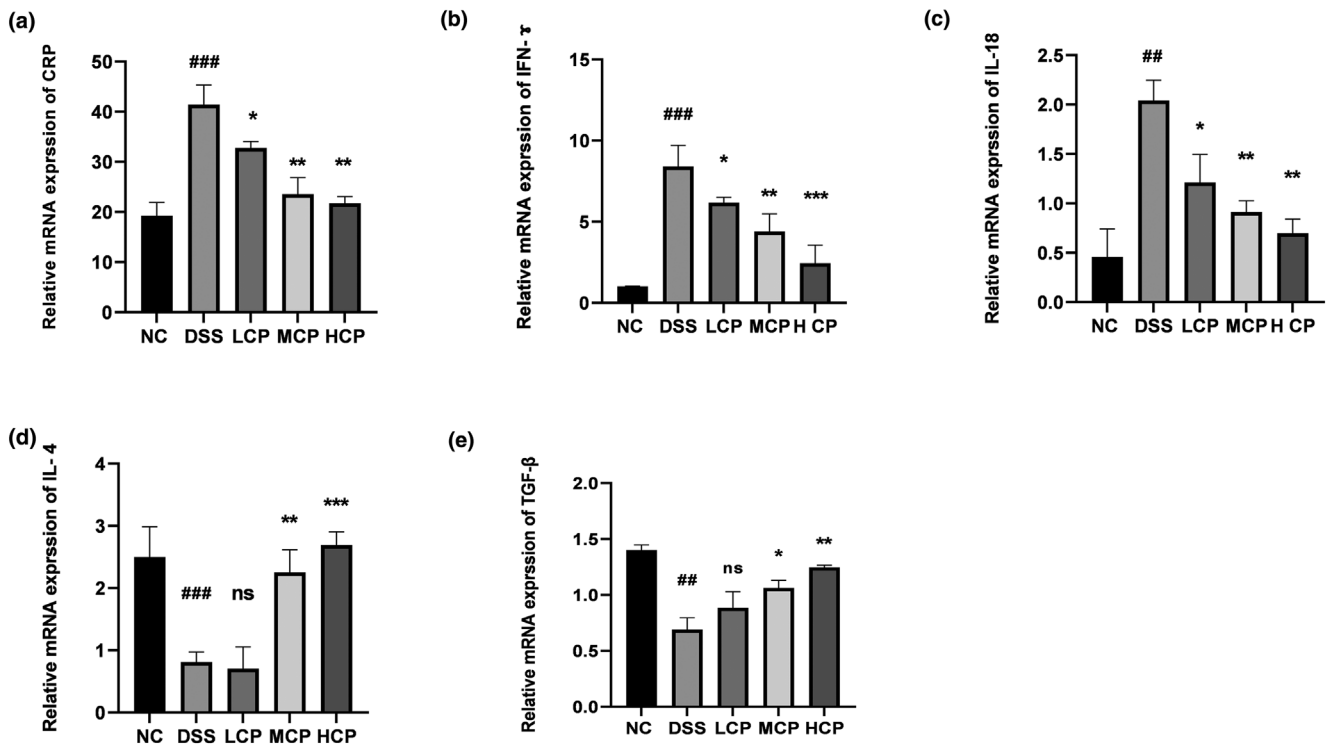 (a)
Relative mRNA exprssion of CRP
50
40
30
20
10
0
###
*
**
**
NC DSS LCP MCP HCP
(b)
Relative mRNA exprssion of IFN- ɤ
15
10
5
0
###
*
**
***
NC DSS LCP MCP H CP
(c)
Relative mRNA exprssion of IL-18
2.5
2.0
1.5
1.0
0.5
0.0
##
*
**
**
NC DSS LCP MCP H CP
(d)
Relative mRNA exprssion of IL- 4
4
3
2
1
0
###
ns
**
***
NC DSS LCP MCP HCP
(e)
Relative mRNA exprssion of TGF-β
2.0
1.5
1.0
0.5
0.0
##
ns
*
**
NC DSS LCP MCP HCP